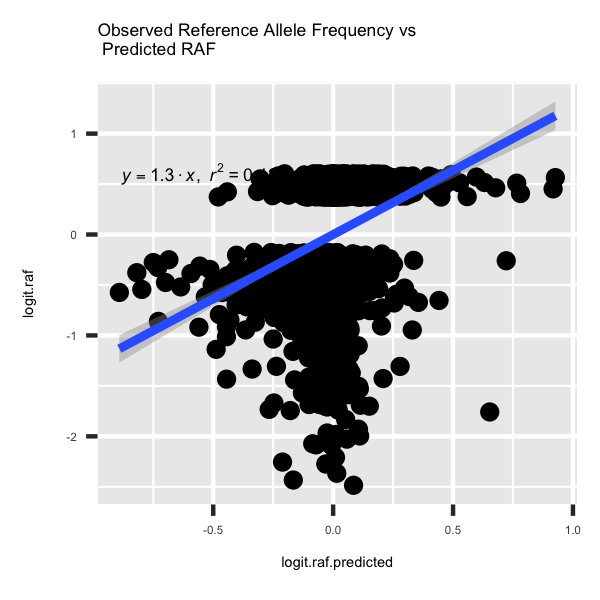 Observed Reference Allele Frequency vs
Predicted RAF
logit.raf
1
0
-1
-2
y = 1.3 · x, r² = 0.
-0.5
0.0
0.5
1.0
logit.raf.predicted